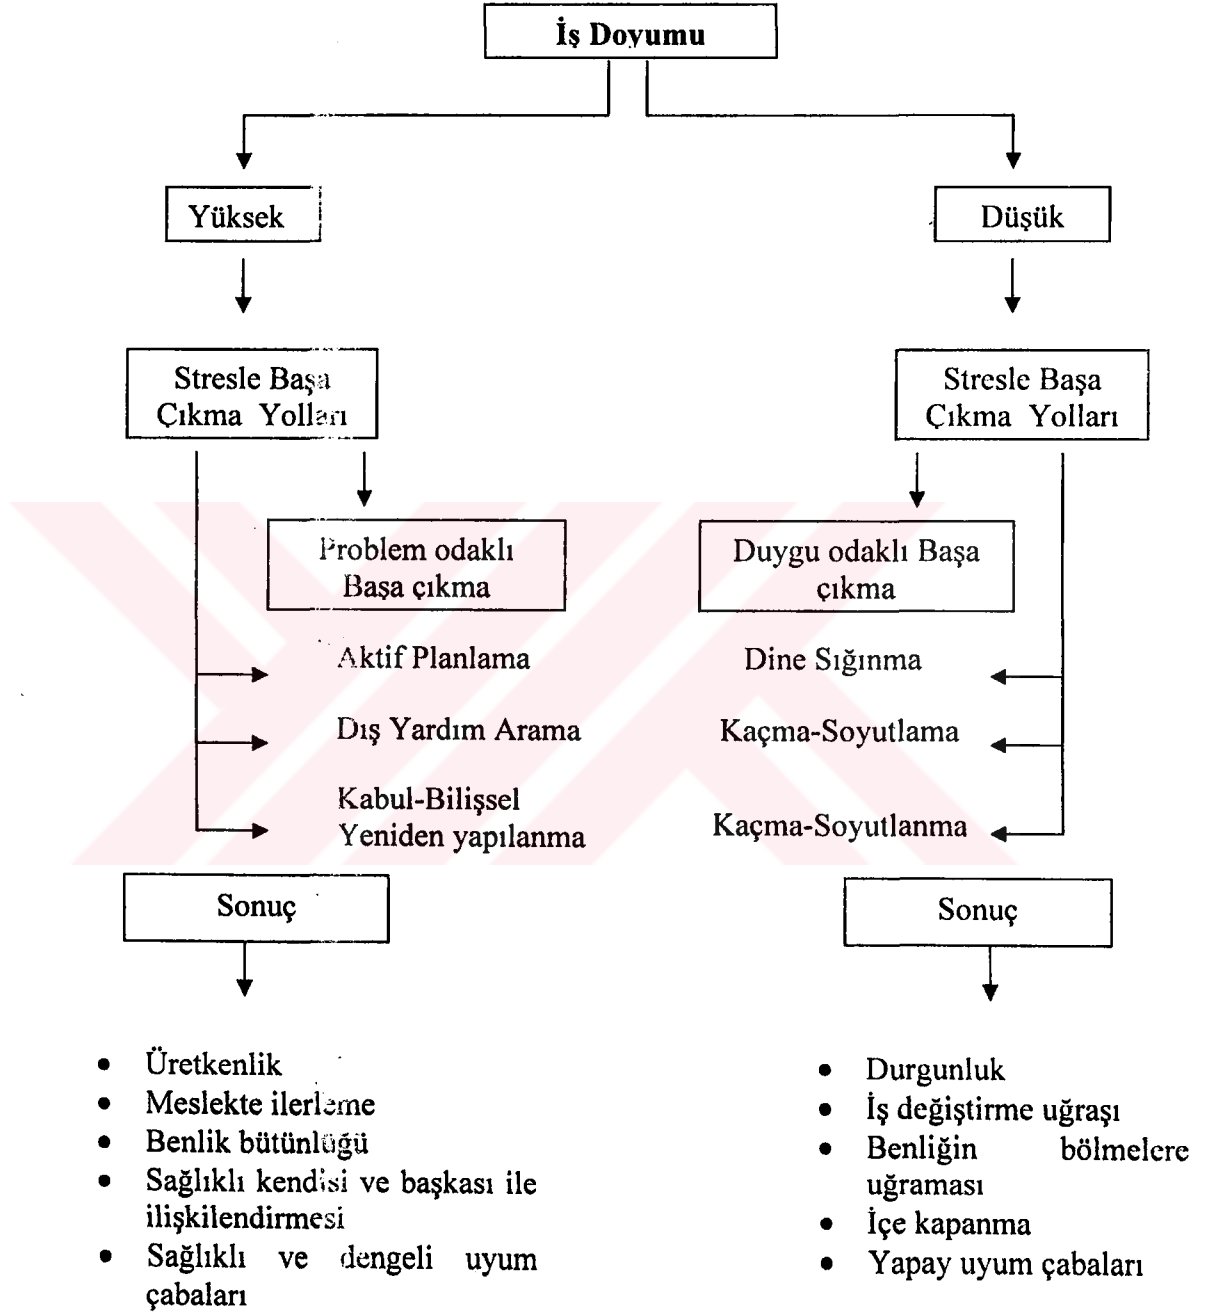 İş Doyumu
Yüksek
Düşük
Stresle Başa
Çıkma Yolları
Stresle Başa
Çıkma Yolları
Problem odaklı
Başa çıkma
Duygu odaklı Başa
çıkma
Aktif Planlama
Dine Sığınma
Dış Yardım Arama
Kaçma-Soyutlama
Kabul-Bilişsel
Yeniden yapılanma
Kaçma-Soyutlanma
Sonuç
Sonuç
• Üretkenlik
• Meslekte ilerleme
• Benlik bütünlüğü
• Sağlıklı kendisi ve başkası ile
ilişkilendirmesi
• Sağlıklı ve dengeli uyum
çabaları
• Durgunluk
• İş değiştirme uğraşı
• Benliğin bölmelere
uğraması
• İçe kapanma
• Yapay uyum çabaları